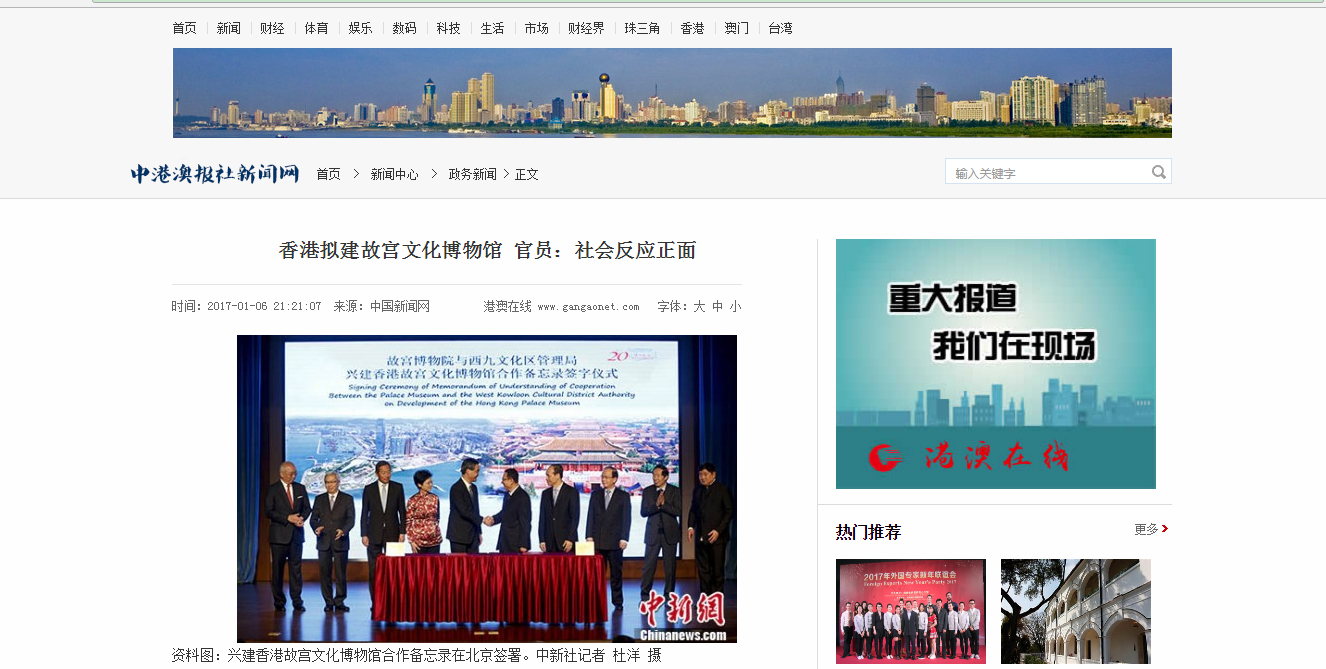 首页 新闻 财经 体育 娱乐 数码 科技 生活 市场 财经界 珠三角 香港 澳门 台湾
中港澳报社新闻网 首页 > 新闻中心 > 政务新闻 > 正文
输入关键字
香港拟建故宫文化博物馆 官员：社会反应正面
时间：2017-01-06 21:21:07 来源：中国新闻网 港澳在线 www.gangaonet.com 字体：大 中 小
故宫博物院与西九文化区管理局
兴建香港故宫文化博物馆合作备忘录签字仪式
Signing Ceremony of Memorandum of Understanding of Cooperation
Between the Palace Museum and the West Kowloon Cultural District Authority
on Development of the Hong Kong Palace Museum
20
中新網
Chinanews.com
资料图：兴建香港故宫文化博物馆合作备忘录在北京签署。中新社记者 杜洋 摄
重大报道
我们在现场
港澳在线
热门推荐 更多
2017年外国专家新年联谊会
Foreign Experts New Year's Party 2017